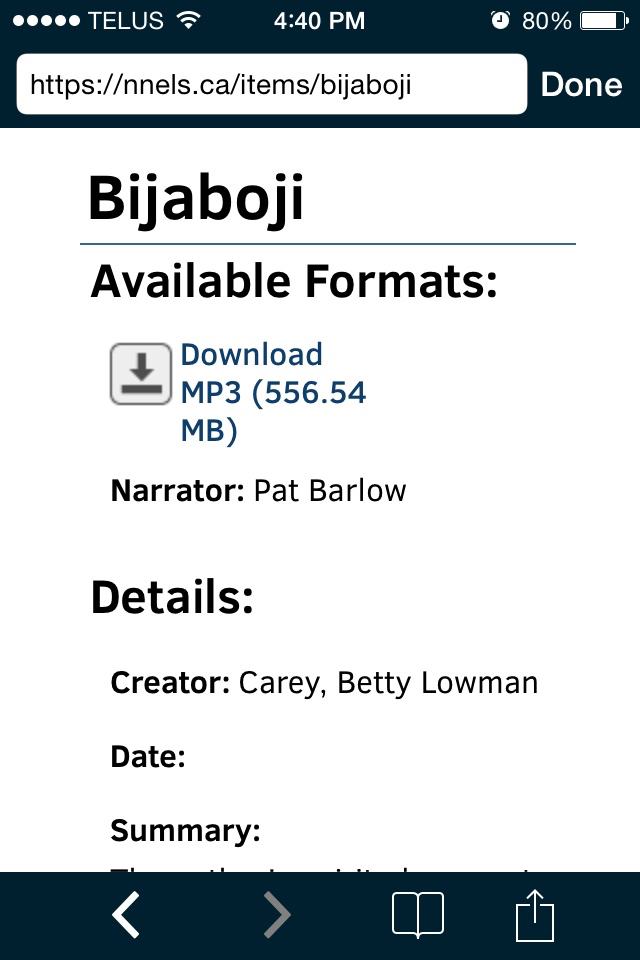 TELUS 4:40 PM 80%
https://nnels.ca/items/bijaboji Done
Bijaboji
Available Formats:
Download
MP3 (556.54
MB)
Narrator: Pat Barlow
Details:
Creator: Carey, Betty Lowman
Date:
Summary: